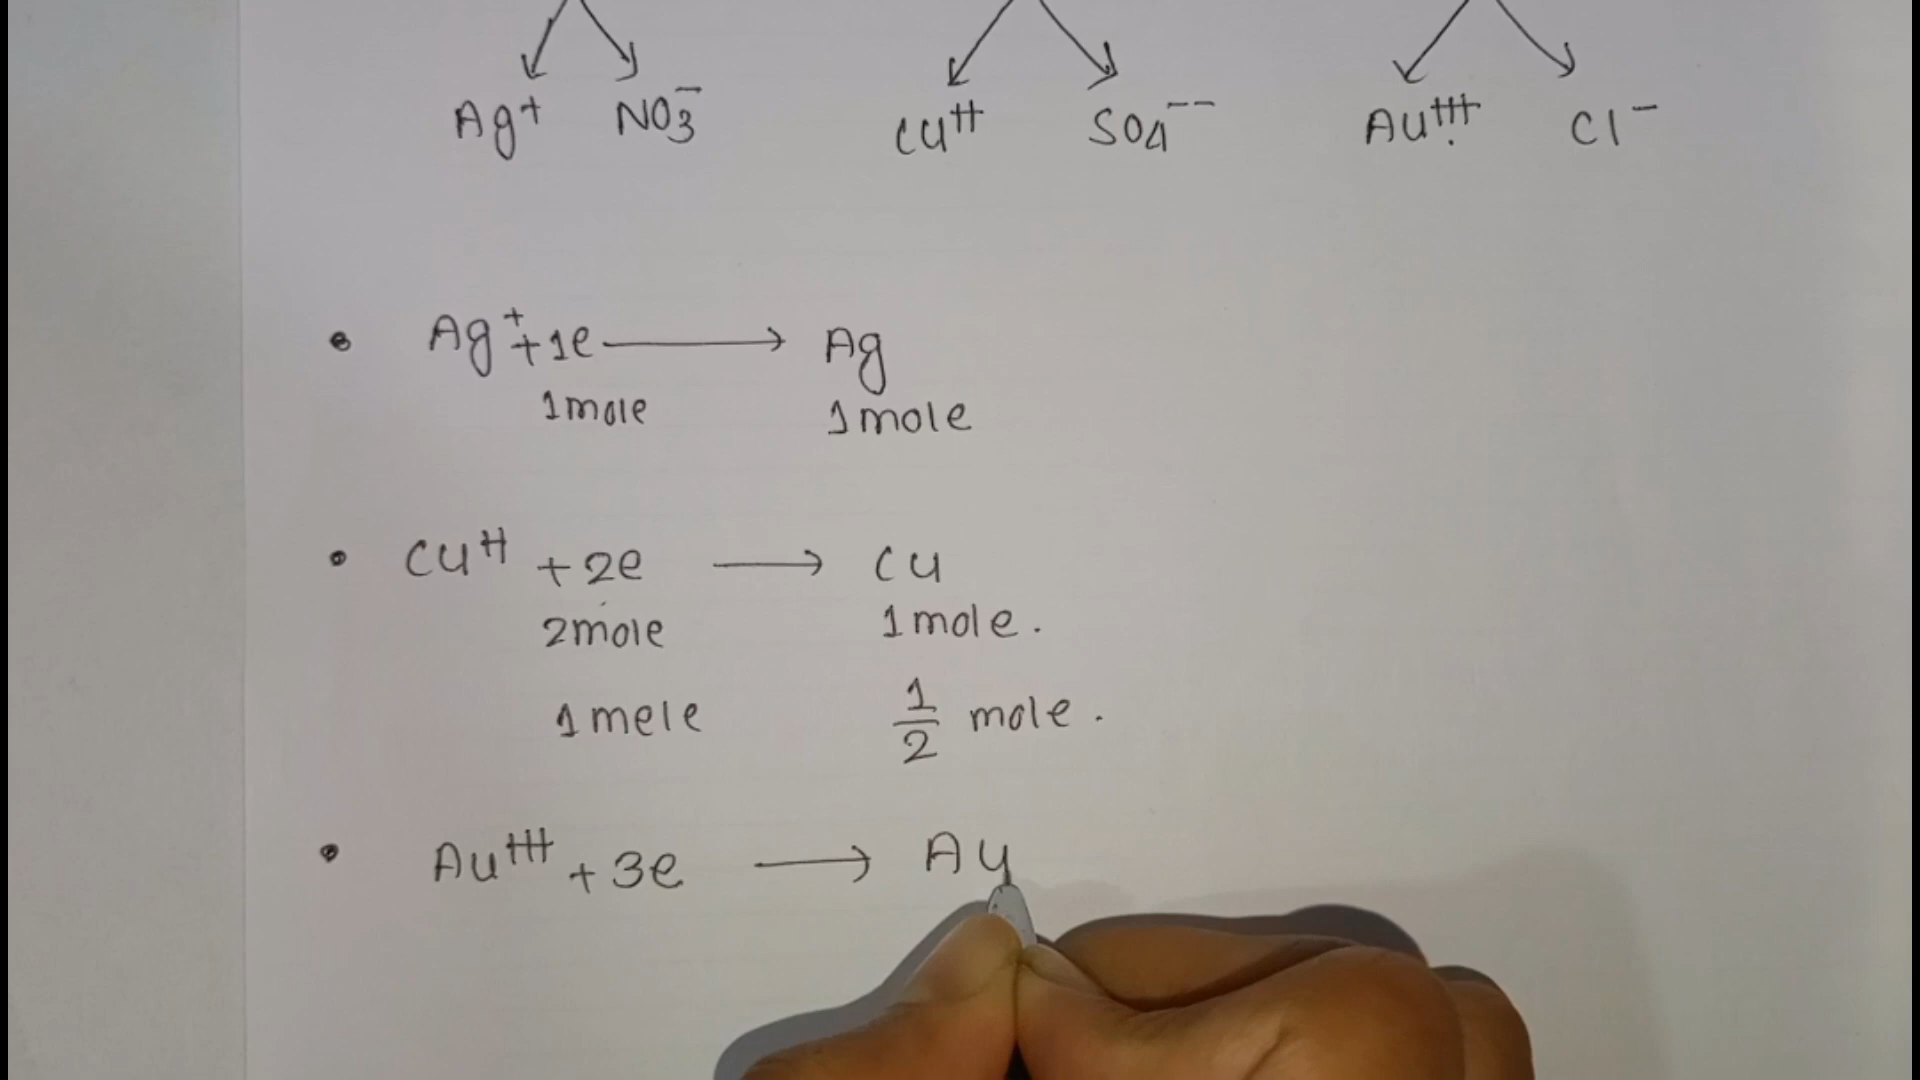 Ag⁺ NO₃⁻ Cu⁺⁺ SO₄⁻⁻ Au⁺⁺⁺ Cl⁻
• Ag⁺ + 1e ⟶ Ag
1mole 1mole
• Cu⁺⁺ + 2e ⟶ Cu
2mole 1mole.
1mele 1/2 mole.
• Au⁺⁺⁺ + 3e ⟶ Au